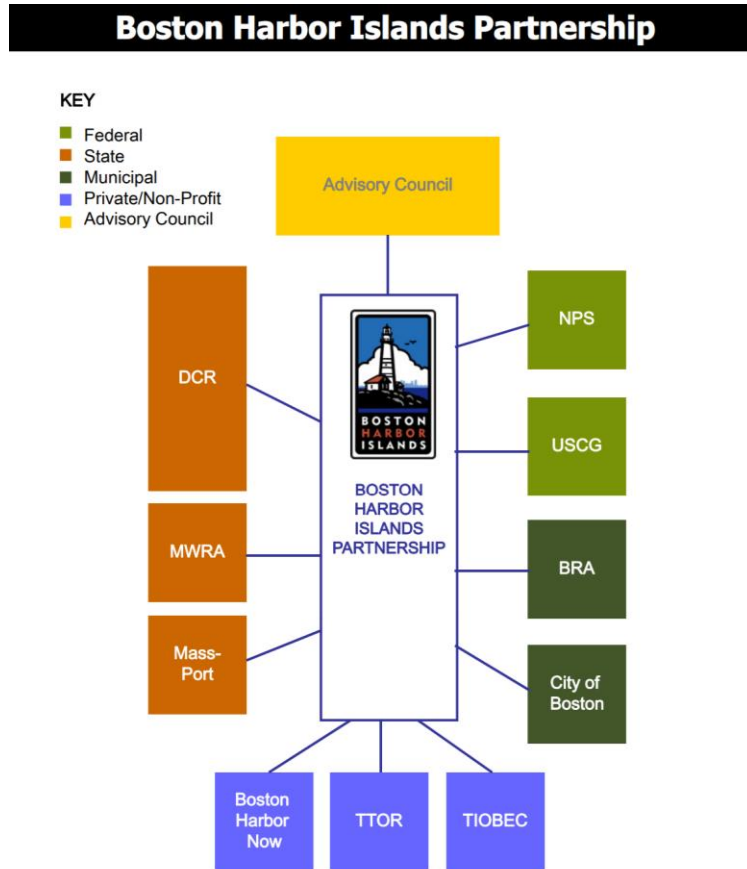 Boston Harbor Islands Partnership
KEY
Federal
State
Municipal
Private/Non-Profit
Advisory Council
Advisory Council
DCR
MWRA
Mass-
Port
BOSTON
HARBOR
ISLANDS
BOSTON
HARBOR
ISLANDS
PARTNERSHIP
NPS
USCG
BRA
City of
Boston
Boston
Harbor
Now
TTOR
TIOBEC